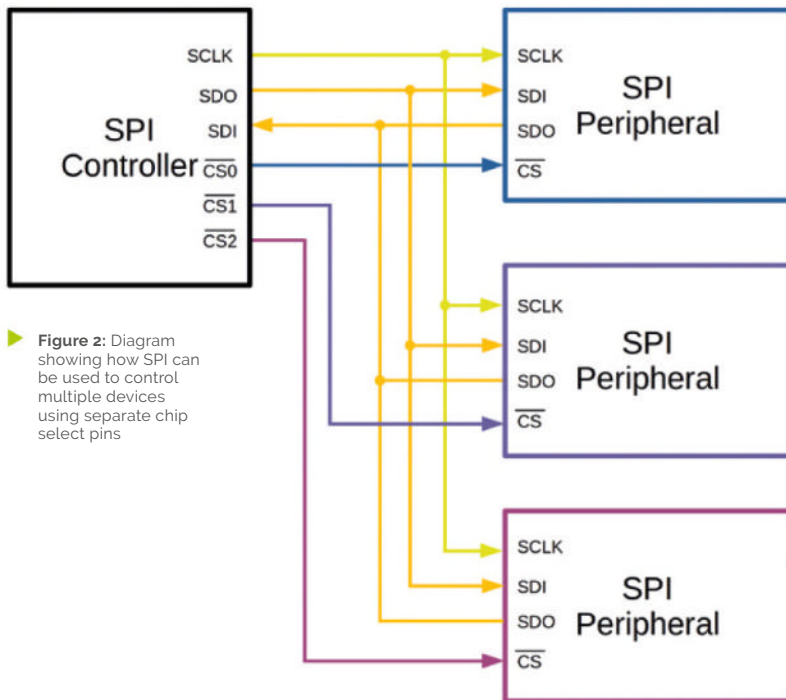 SPI
Controller
SCLK
SDO
SDI
CS0
CS1
CS2
SCLK
SDI
SDO
CS
SPI
Peripheral
SCLK
SDI
SDO
CS
SPI
Peripheral
SCLK
SDI
SDO
CS
SPI
Peripheral
Figure 2: Diagram
showing how SPI can
be used to control
multiple devices
using separate chip
select pins